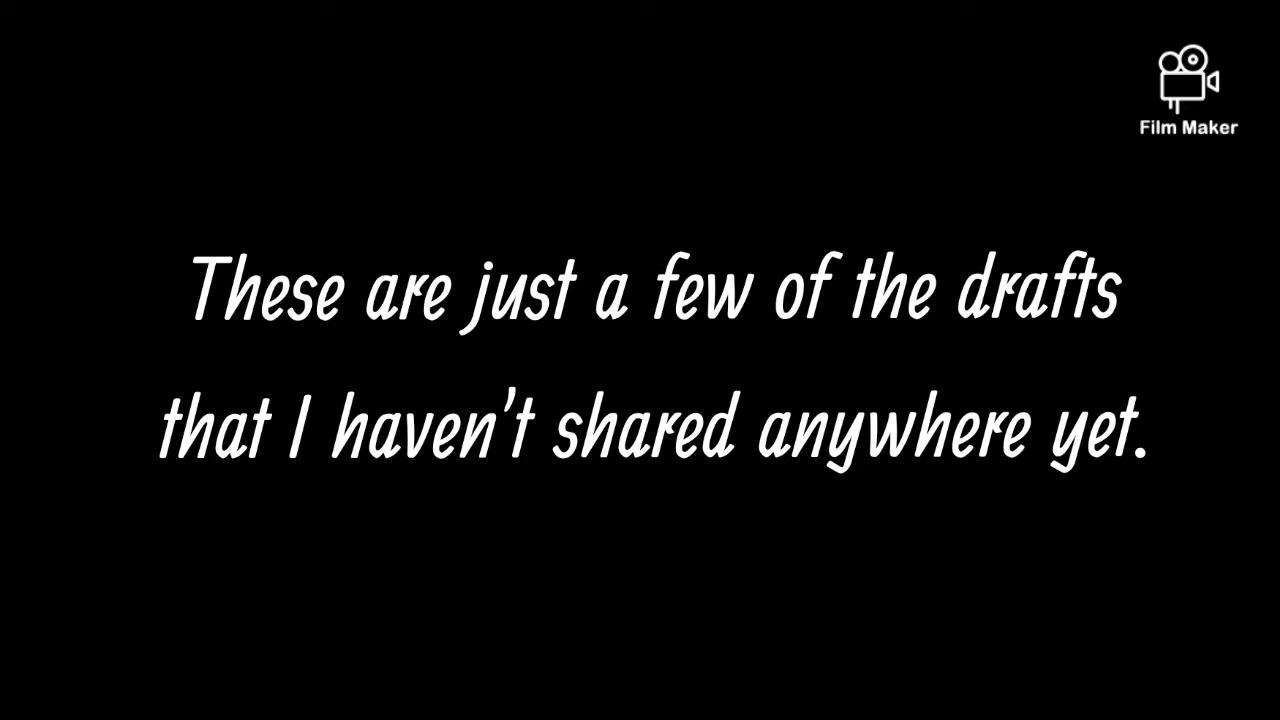 Film Maker
These are just a few of the drafts
that I haven't shared anywhere yet.